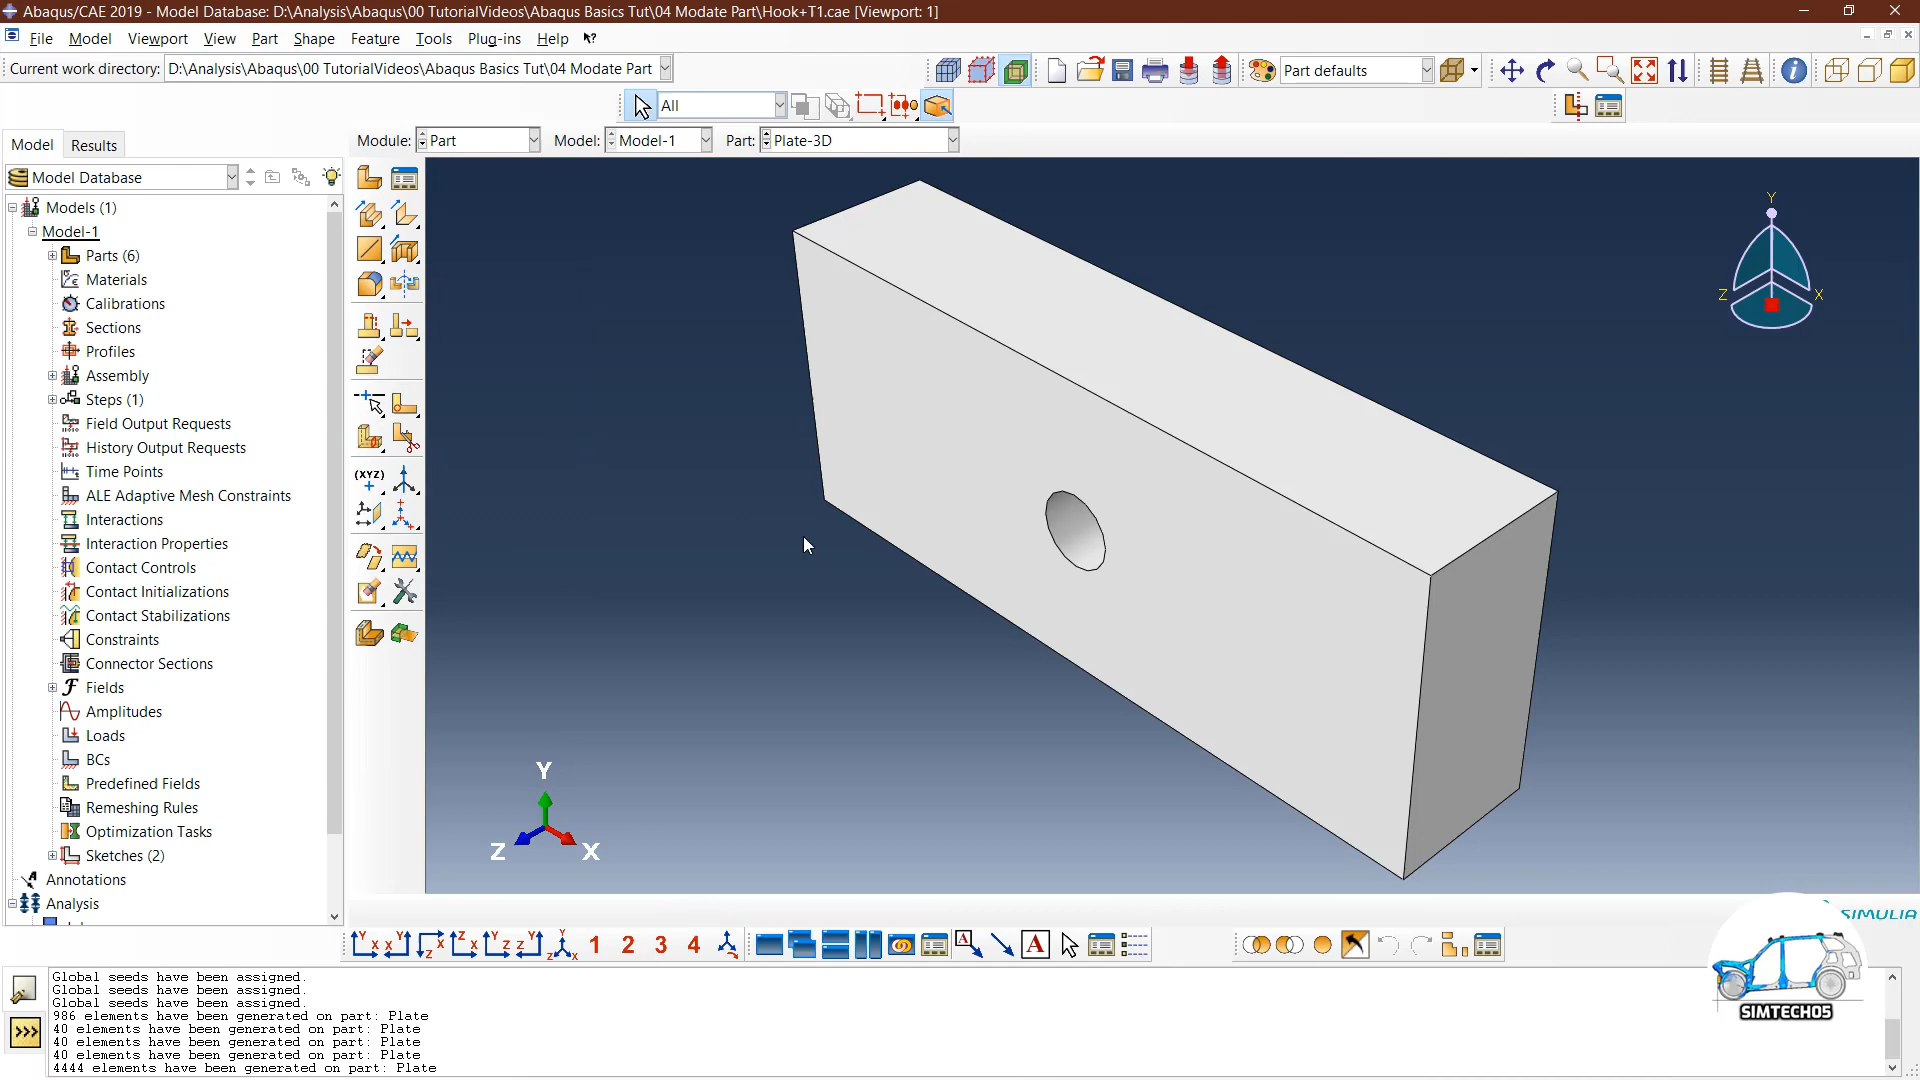 Abaqus/CAE 2019 - Model Database: D:\Analysis\Abaqus\00 TutorialVideos\Abaqus Basics Tut\04 Modate Part\Hook+T1.cae [Viewport: 1]
File Model Viewport View Part Shape Feature Tools Plug-ins Help
Current work directory: D:\Analysis\Abaqus\00 TutorialVideos\Abaqus Basics Tut\04 Modate Part
Part defaults
All
Model Results
Module: Part Model: Model-1 Part: Plate-3D
Model Database
Models (1)
Model-1
Parts (6)
Materials
Calibrations
Sections
Profiles
Assembly
Steps (1)
Field Output Requests
History Output Requests
Time Points
ALE Adaptive Mesh Constraints
Interactions
Interaction Properties
Contact Controls
Contact Initializations
Contact Stabilizations
Constraints
Connector Sections
Fields
Amplitudes
Loads
BCs
Predefined Fields
Remeshing Rules
Optimization Tasks
Sketches (2)
Annotations
Analysis
(XYZ)
Y
Z X
Y
Z X
SIMULIA
1 2 3 4
A
A
SIMTECH05
>>>
Global seeds have been assigned.
Global seeds have been assigned.
Global seeds have been assigned.
986 elements have been generated on part: Plate
40 elements have been generated on part: Plate
40 elements have been generated on part: Plate
40 elements have been generated on part: Plate
4444 elements have been generated on part: Plate